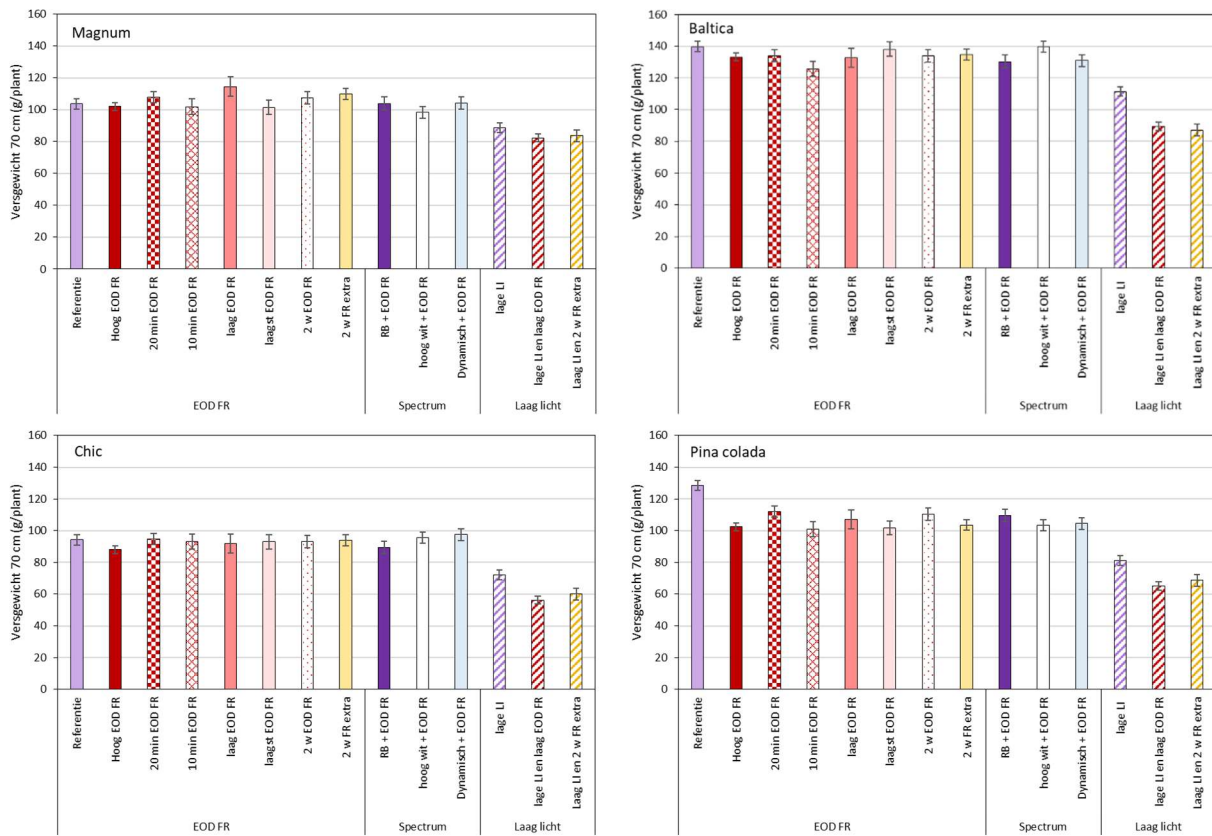 Magnum
Versgewicht 70 cm (g/plant)
160
140
120
100
80
60
40
20
0
Referentie
Hoog EOD FR
20 min EOD FR
10 min EOD FR
laag EOD FR
laagst EOD FR
2 w EOD FR
2 w FR extra
RB + EOD FR
hoog wit + EOD FR
Dynamisch + EOD FR
lage LI
lage LI en laag EOD FR
Laag LI en 2 w FR extra
EOD FR
Spectrum
Laag licht
Baltica
Versgewicht 70 cm (g/plant)
160
140
120
100
80
60
40
20
0
Referentie
Hoog EOD FR
20 min EOD FR
10 min EOD FR
laag EOD FR
laagst EOD FR
2 w EOD FR
2 w FR extra
RB + EOD FR
hoog wit + EOD FR
Dynamisch + EOD FR
lage LI
lage LI en laag EOD FR
Laag LI en 2 w FR extra
EOD FR
Spectrum
Laag licht
Chic
Versgewicht 70 cm (g/plant)
160
140
120
100
80
60
40
20
0
Referentie
Hoog EOD FR
20 min EOD FR
10 min EOD FR
laag EOD FR
laagst EOD FR
2 w EOD FR
2 w FR extra
RB + EOD FR
hoog wit + EOD FR
Dynamisch + EOD FR
lage LI
lage LI en laag EOD FR
Laag LI en 2 w FR extra
EOD FR
Spectrum
Laag licht
Pina colada
Versgewicht 70 cm (g/plant)
160
140
120
100
80
60
40
20
0
Referentie
Hoog EOD FR
20 min EOD FR
10 min EOD FR
laag EOD FR
laagst EOD FR
2 w EOD FR
2 w FR extra
RB + EOD FR
hoog wit + EOD FR
Dynamisch + EOD FR
lage LI
lage LI en laag EOD FR
Laag LI en 2 w FR extra
EOD FR
Spectrum
Laag licht